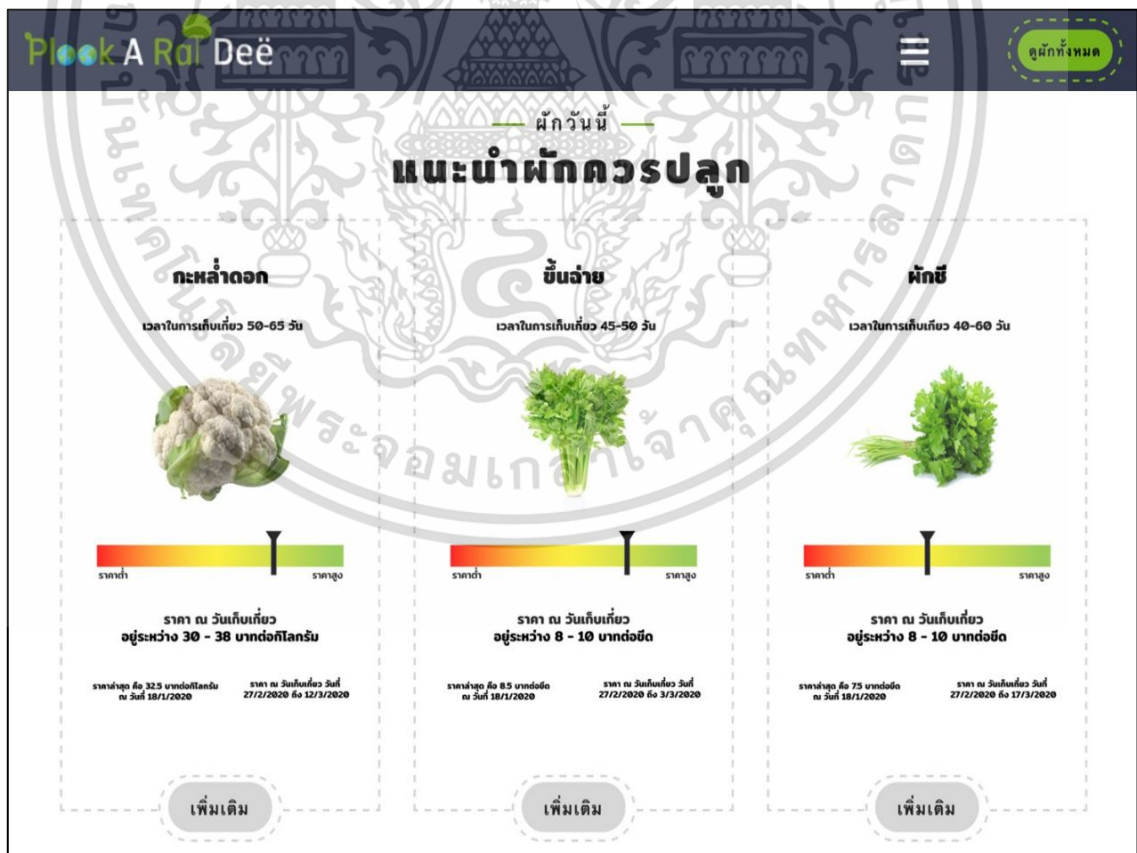 Plook A Rai Deë
ดูผักทั้งหมด
ผักวันนี้
แนะนำผักควรปลูก
กะหล่ำดอก
เวลาในการเก็บเกี่ยว 50-65 วัน
ราคาต่ำ
ราคาสูง
ราคา ณ วันเก็บเกี่ยว
อยู่ระหว่าง 30 - 38 บาทต่อกิโลกรัม
ราคาล่าสุด คือ 32.5 บาทต่อกิโลกรัม
ณ วันที่ 18/1/2020
ราคา ณ วันเก็บเกี่ยว วันที่
27/2/2020 ถึง 12/3/2020
เพิ่มเติม
ขึ้นฉ่าย
เวลาในการเก็บเกี่ยว 45-50 วัน
ราคาต่ำ
ราคาสูง
ราคา ณ วันเก็บเกี่ยว
อยู่ระหว่าง 8 - 10 บาทต่อขีด
ราคาล่าสุด คือ 8.5 บาทต่อขีด
ณ วันที่ 18/1/2020
ราคา ณ วันเก็บเกี่ยว วันที่
27/2/2020 ถึง 3/3/2020
เพิ่มเติม
ผักชี
เวลาในการเก็บเกียว 40-60 วัน
ราคาต่ำ
ราคาสูง
ราคา ณ วันเก็บเกี่ยว
อยู่ระหว่าง 8 - 10 บาทต่อขีด
ราคาล่าสุด คือ 7.5 บาทต่อขีด
ณ วันที่ 18/1/2020
ราคา ณ วันเก็บเกี่ยว วันที่
27/2/2020 ถึง 17/3/2020
เพิ่มเติม